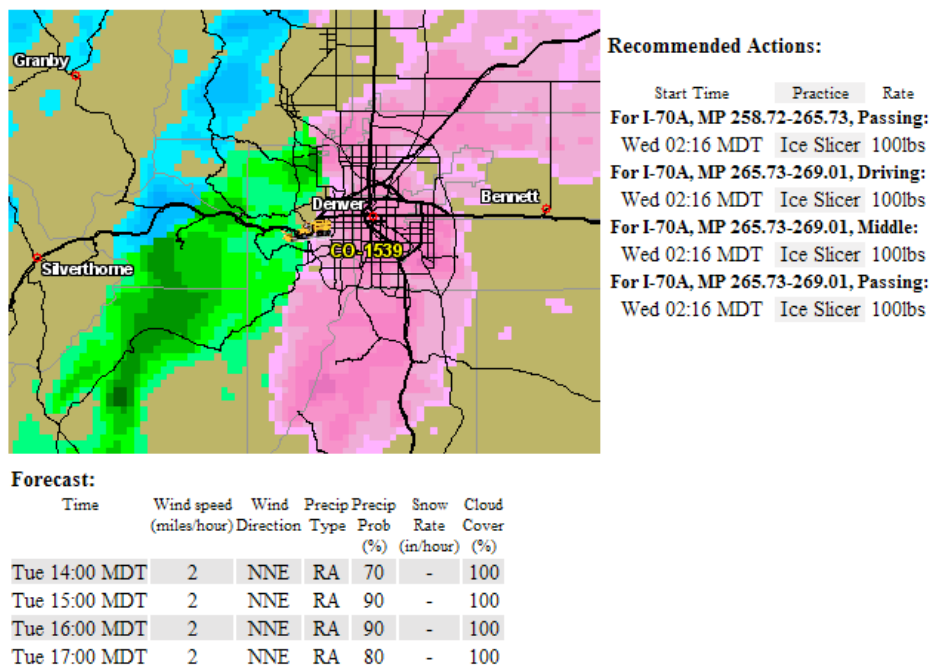 Granby
Silverthorne
Denver
Bennett
CO-1539
Recommended Actions:
Start Time Practice Rate
For I-70A, MP 258.72-265.73, Passing:
Wed 02:16 MDT Ice Slicer 100lbs
For I-70A, MP 265.73-269.01, Driving:
Wed 02:16 MDT Ice Slicer 100lbs
For I-70A, MP 265.73-269.01, Middle:
Wed 02:16 MDT Ice Slicer 100lbs
For I-70A, MP 265.73-269.01, Passing:
Wed 02:16 MDT Ice Slicer 100lbs
Forecast:
Time Wind speed Wind Precip Precip Snow Cloud
(miles/hour) Direction Type Prob Rate Cover
(%) (in/hour) (%)
Tue 14:00 MDT 2 NNE RA 70 - 100
Tue 15:00 MDT 2 NNE RA 90 - 100
Tue 16:00 MDT 2 NNE RA 90 - 100
Tue 17:00 MDT 2 NNE RA 80 - 100